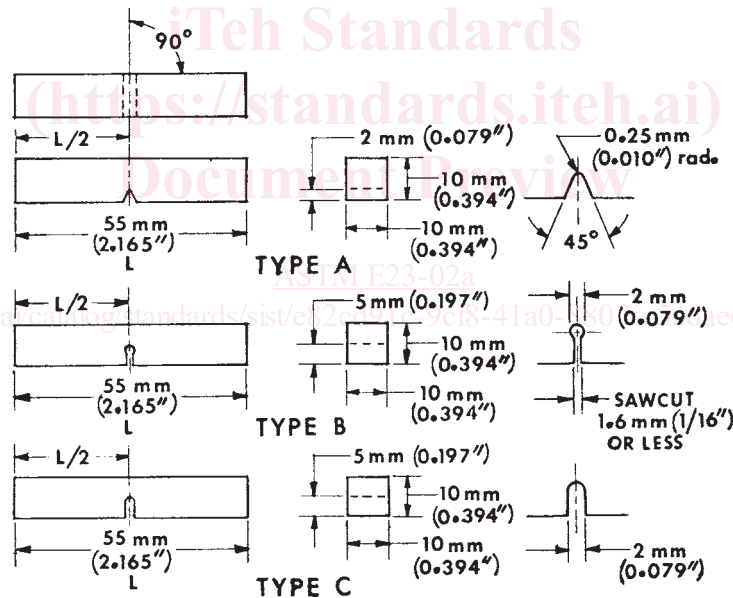 iTeh Standards
(https://standards.iteh.ai)
Document Preview
ASTM E23-02a
90°
L/2
55 mm
(2.165″)
L
TYPE A
2 mm (0.079″)
10 mm
(0.394″)
10 mm
(0.394″)
0.25 mm
(0.010″) rad.
45°
L/2
55 mm
(2.165″)
L
TYPE B
5 mm (0.197″)
10 mm
(0.394″)
10 mm
(0.394″)
2 mm
(0.079″)
SAWCUT
1.6 mm (1/16″)
OR LESS
L/2
55 mm
(2.165″)
L
TYPE C
5 mm (0.197″)
10 mm
(0.394″)
10 mm
(0.394″)
2 mm
(0.079″)